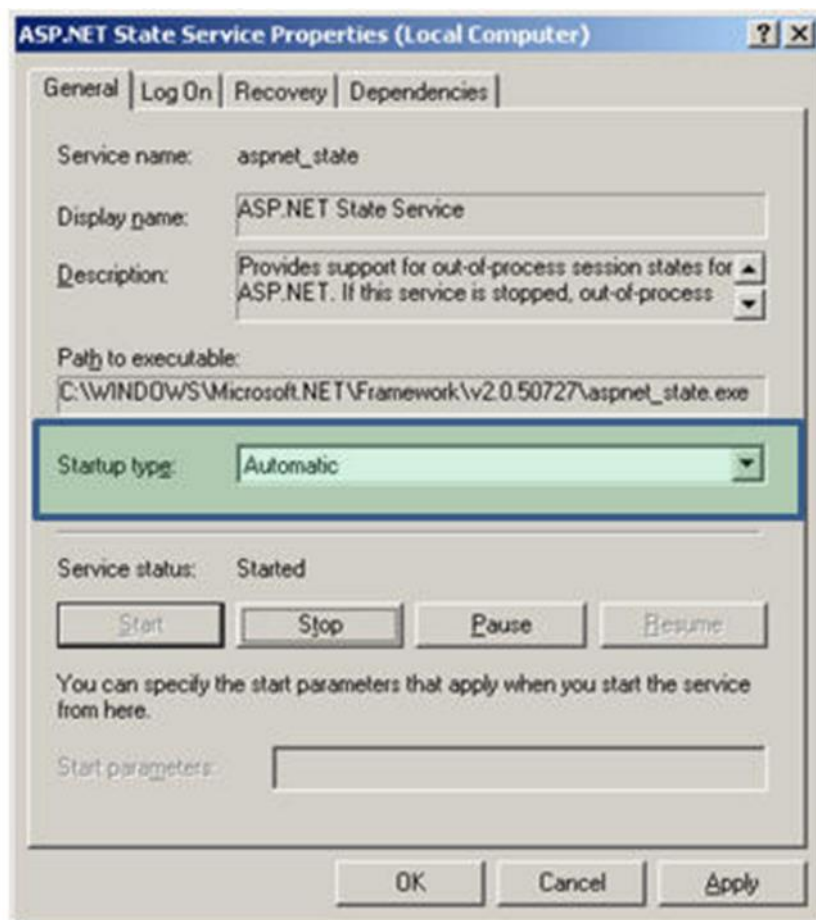 ASP.NET State Service Properties (Local Computer)
General Log On Recovery Dependencies
Service name: aspnet_state
Display name: ASP.NET State Service
Description: Provides support for out-of-process session states for
ASP.NET. If this service is stopped, out-of-process
Path to executable:
C:\WINDOWS\Microsoft.NET\Framework\v2.0.50727\aspnet_state.exe
Startup type: Automatic
Service status: Started
Start Stop Pause Resume
You can specify the start parameters that apply when you start the service
from here.
Start parameters:
OK Cancel Apply